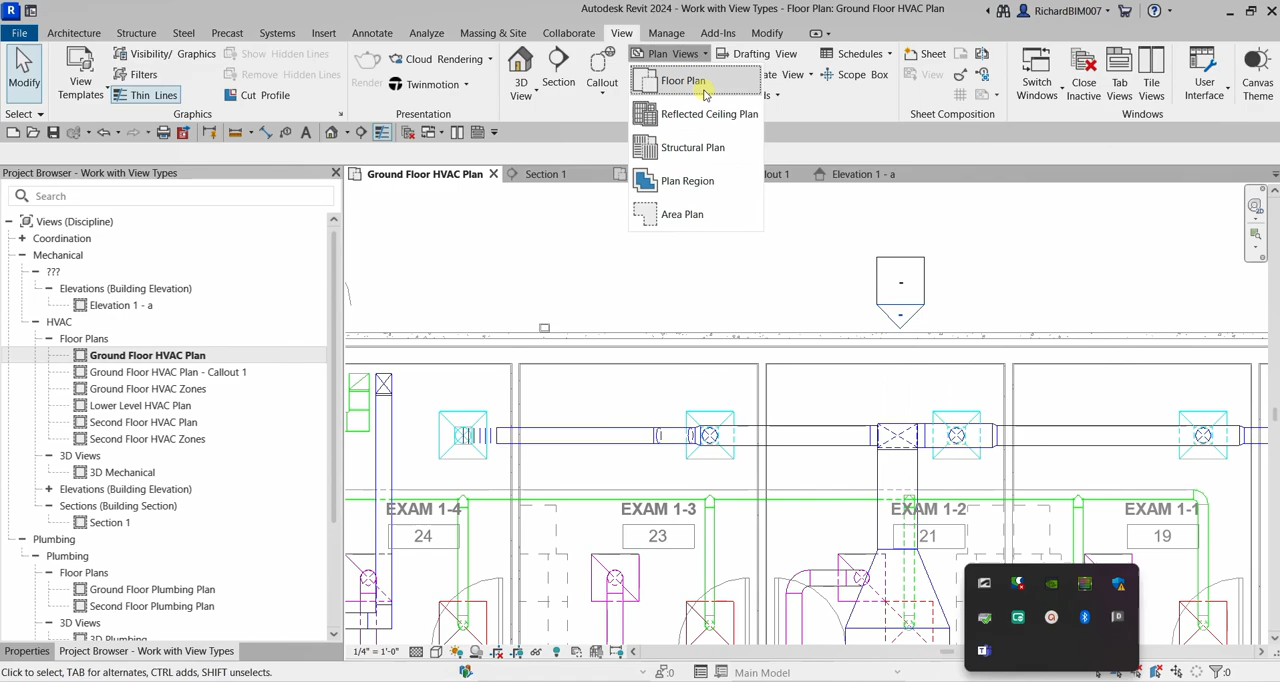 R
Autodesk Revit 2024 - Work with View Types - Floor Plan: Ground Floor HVAC Plan
RichardBIM007
File
Architecture
Structure
Steel
Precast
Systems
Insert
Annotate
Analyze
Massing & Site
Collaborate
View
Manage
Add-Ins
Modify
Modify
Select
View
Templates
Visibility/ Graphics
Filters
Thin Lines
Show Hidden Lines
Remove Hidden Lines
Cut Profile
Graphics
Render
Cloud Rendering
Twinmotion
Presentation
3D
View
Section
Callout
Plan Views
Drafting View
ate View
Schedules
Scope Box
Sheet
View
Sheet Composition
Switch
Windows
Close
Inactive
Tab
Views
Tile
Views
User
Interface
Canvas
Theme
Windows
Floor Plan
Reflected Ceiling Plan
Structural Plan
Plan Region
Area Plan
Project Browser - Work with View Types
Search
Views (Discipline)
Coordination
Mechanical
???
Elevations (Building Elevation)
Elevation 1 - a
HVAC
Floor Plans
Ground Floor HVAC Plan
Ground Floor HVAC Plan - Callout 1
Ground Floor HVAC Zones
Lower Level HVAC Plan
Second Floor HVAC Plan
Second Floor HVAC Zones
3D Views
3D Mechanical
Elevations (Building Elevation)
Sections (Building Section)
Section 1
Plumbing
Plumbing
Floor Plans
Ground Floor Plumbing Plan
Second Floor Plumbing Plan
3D Views
3D Plumbing
Properties
Project Browser - Work with View Types
Ground Floor HVAC Plan
Section 1
lout 1
Elevation 1 - a
EXAM 1-4
24
EXAM 1-3
23
EXAM 1-2
21
EXAM 1-1
19
1/4" = 1'-0"
Click to select, TAB for alternates, CTRL adds, SHIFT unselects.
:0
Main Model
:0